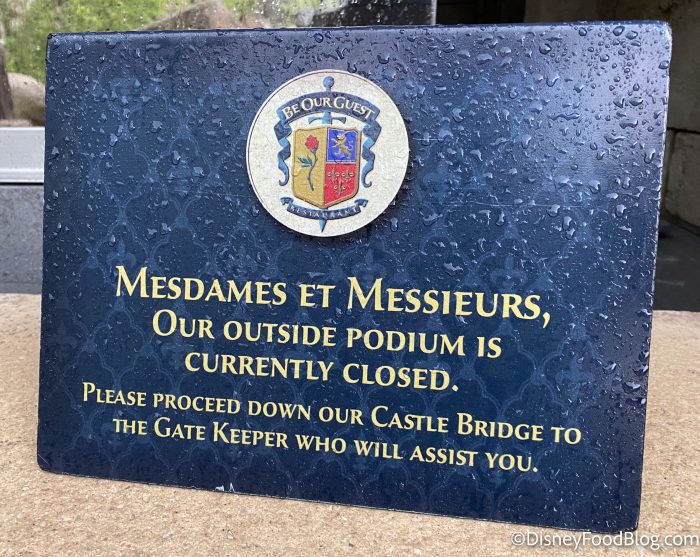 Be Our Guest
Restaurant
Mesdames et Messieurs,
Our outside podium is
currently closed.
Please proceed down our Castle Bridge to
the Gate Keeper who will assist you.
©DisneyFoodBlog.com